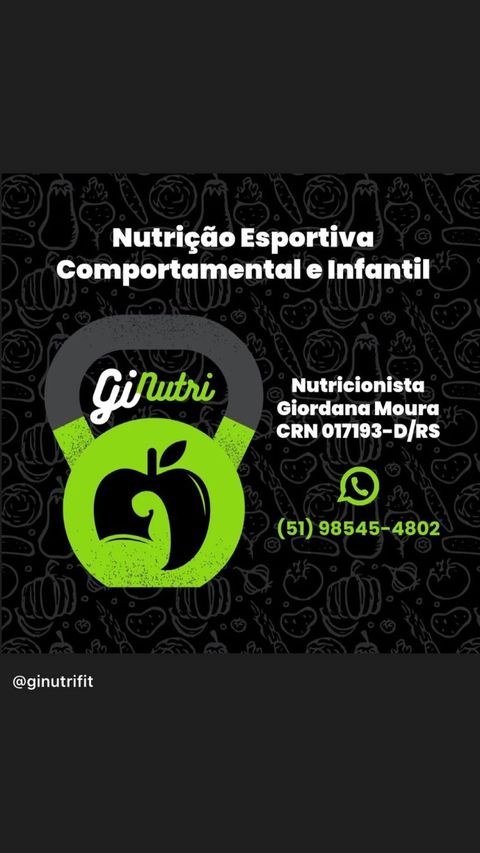 Nutrição Esportiva
Comportamental e Infantil
GiNutri
Nutricionista
Giordana Moura
CRN 017193-D/RS
(51) 98545-4802
@ginutrifit